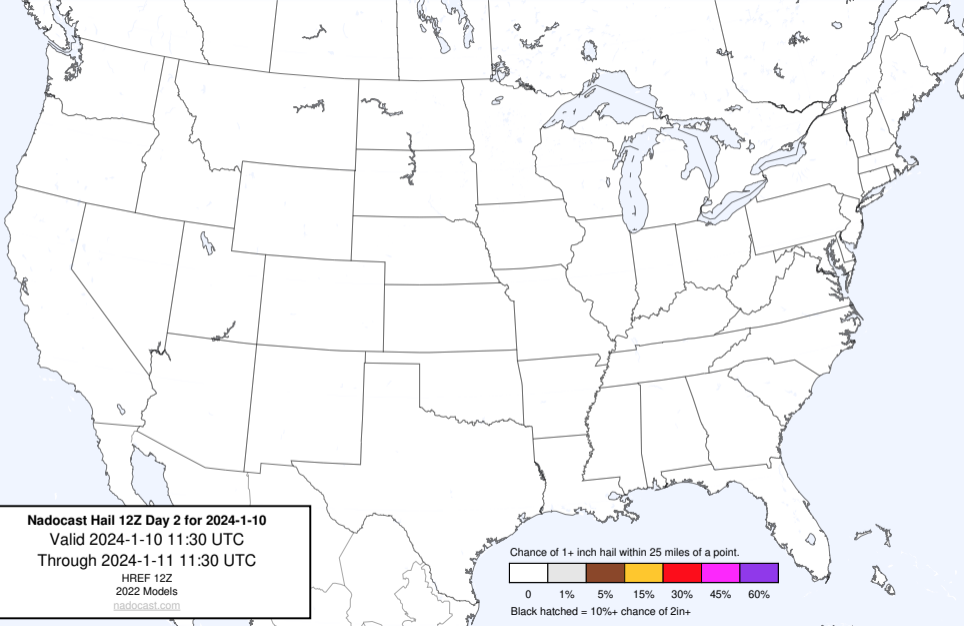 Nadocast Hail 12Z Day 2 for 2024-1-10
Valid 2024-1-10 11:30 UTC
Through 2024-1-11 11:30 UTC
HREF 12Z
2022 Models
nadocast.com
Chance of 1+ inch hail within 25 miles of a point.
0 1% 5% 15% 30% 45% 60%
Black hatched = 10%+ chance of 2in+